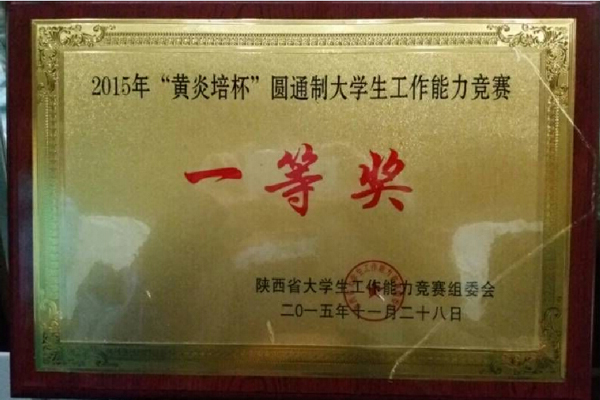 2015年“黄炎培杯”圆通制大学生工作能力竞赛
一等奖
陕西省大学生工作能力竞赛组委会
二〇一五年十一月二十八日